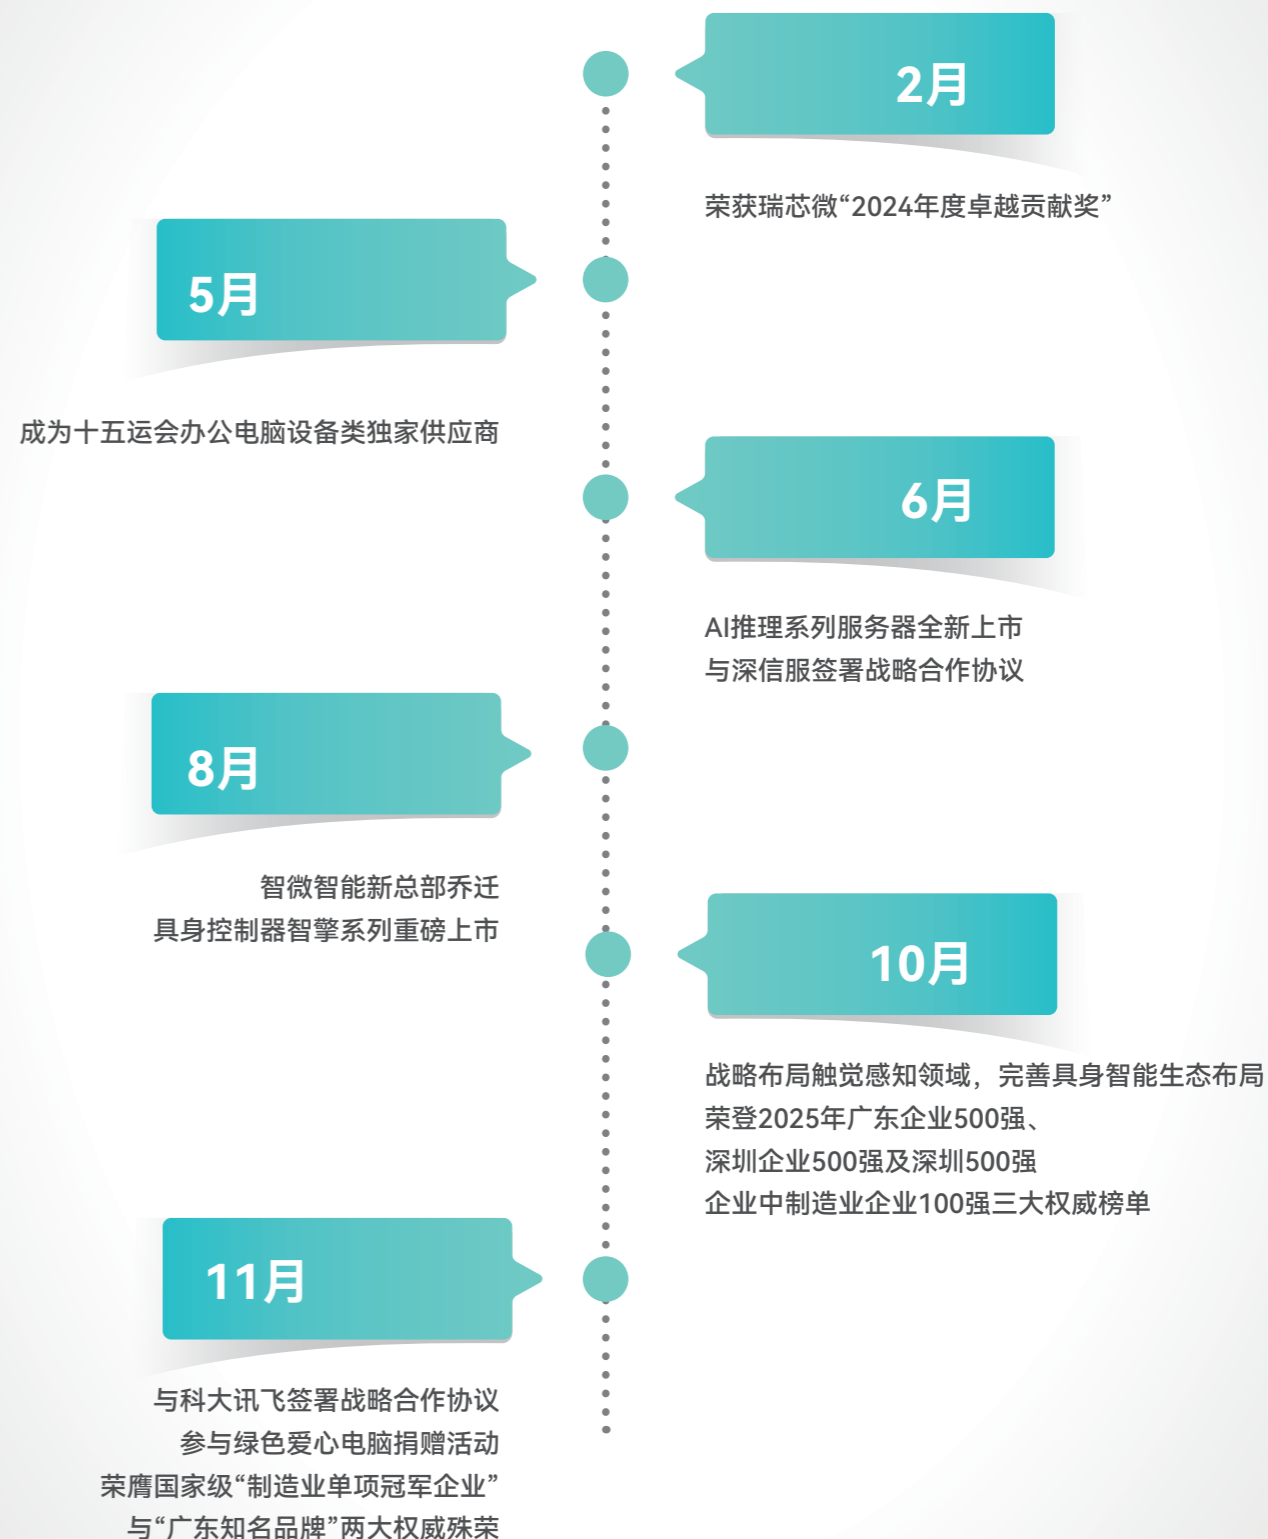 2月
荣获瑞芯微“2024年度卓越贡献奖”
5月
成为十五运会办公电脑设备类独家供应商
6月
AI推理系列服务器全新上市
与深信服签署战略合作协议
8月
智微智能新总部乔迁
具身控制器智擎系列重磅上市
10月
战略布局触觉感知领域，完善具身智能生态布局
荣登2025年广东企业500强、
深圳企业500强及深圳500强
企业中制造业企业100强三大权威榜单
11月
与科大讯飞签署战略合作协议
参与绿色爱心电脑捐赠活动
荣膺国家级“制造业单项冠军企业”
与“广东知名品牌”两大权威殊荣